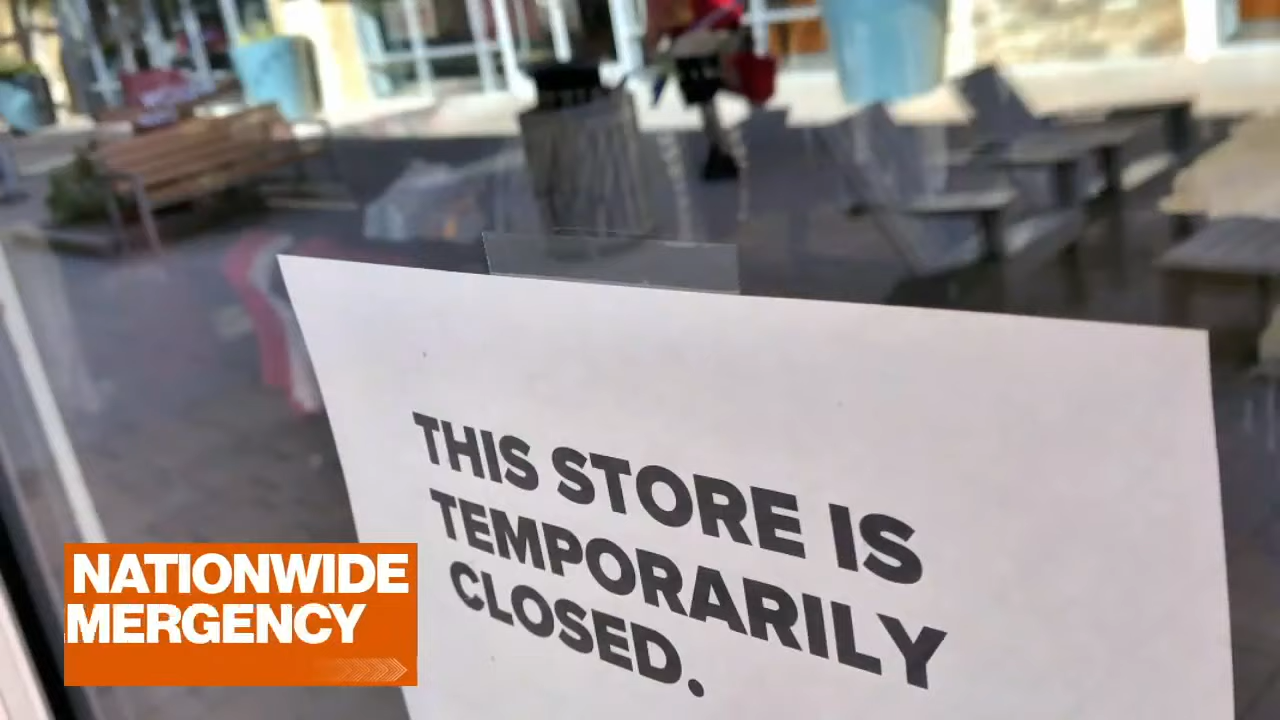 THIS STORE IS
TEMPORARILY
CLOSED.
NATIONWIDE
MERGENCY